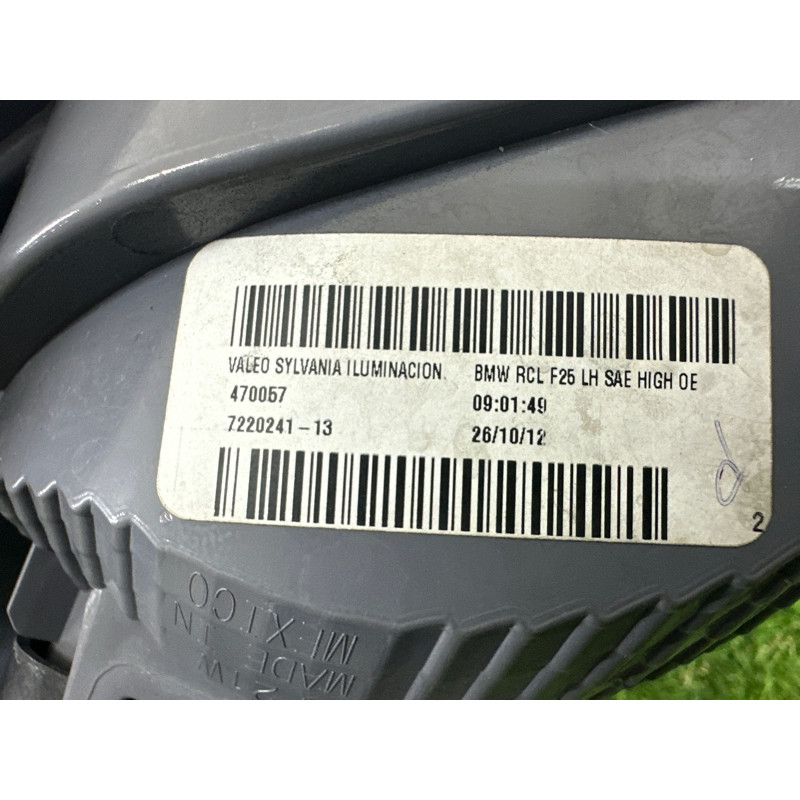 VALEO SYLVANIA ILUMINACION BMW RCL F25 LH SAE HIGH OE
470057 09:01:49
7220241-13 26/10/12
2
MADE IN
MEXICO
21W